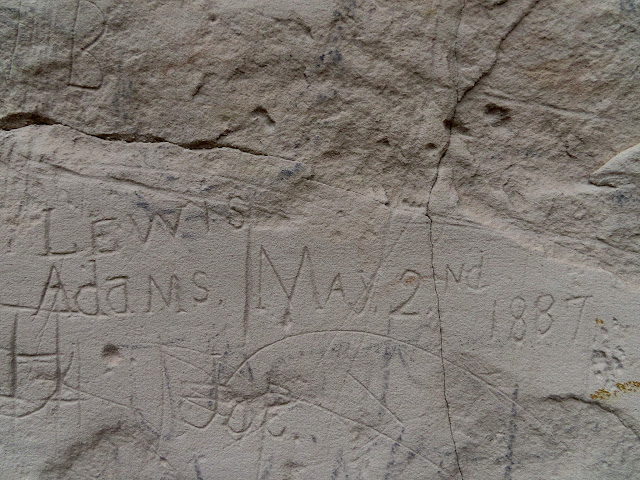 R
LEWIS
Adams, May, 2nd 1887
H